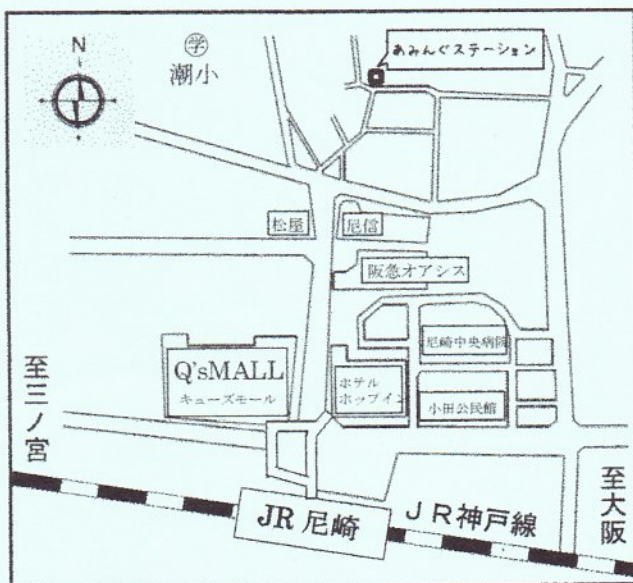 N
学
潮小
あみんぐステーション
松屋
尼信
阪急オアシス
尼崎中央病院
Q'sMALL
キューズモール
ホテル
ホップイン
小田公民館
至三ノ宮
至大阪
JR 尼崎
JR神戸線